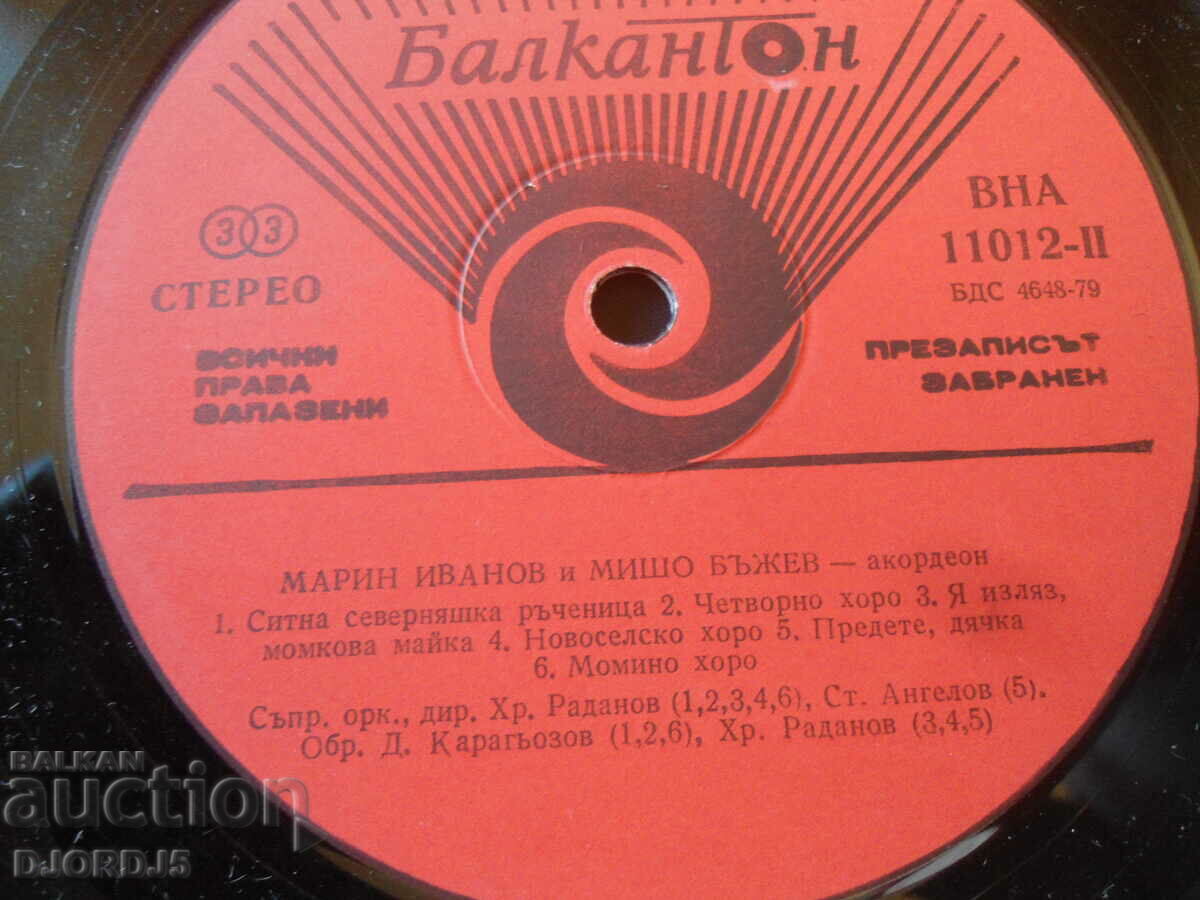 Балкантон
33
СТЕРЕО
ВСИЧКИ
ПРАВА
ЗАПАЗЕНИ
ВНА
11012-II
БДС 4648-79
ПРЕЗАПИСЪТ
ЗАБРАНЕН
МАРИН ИВАНОВ и МИШО БЪЖЕВ — акордеон
1. Ситна северняшка ръченица 2. Четворно хоро 3. Я изляз,
момкова майка 4. Новоселско хоро 5. Предете, дячка
6. Момино хоро
Съпр. орк., дир. Хр. Раданов (1,2,3,4,6), Ст. Ангелов (5).
Обр. Д. Карагьозов (1,2,6), Хр. Раданов (3,4,5)
BALKAN
auction
DJORDJ5